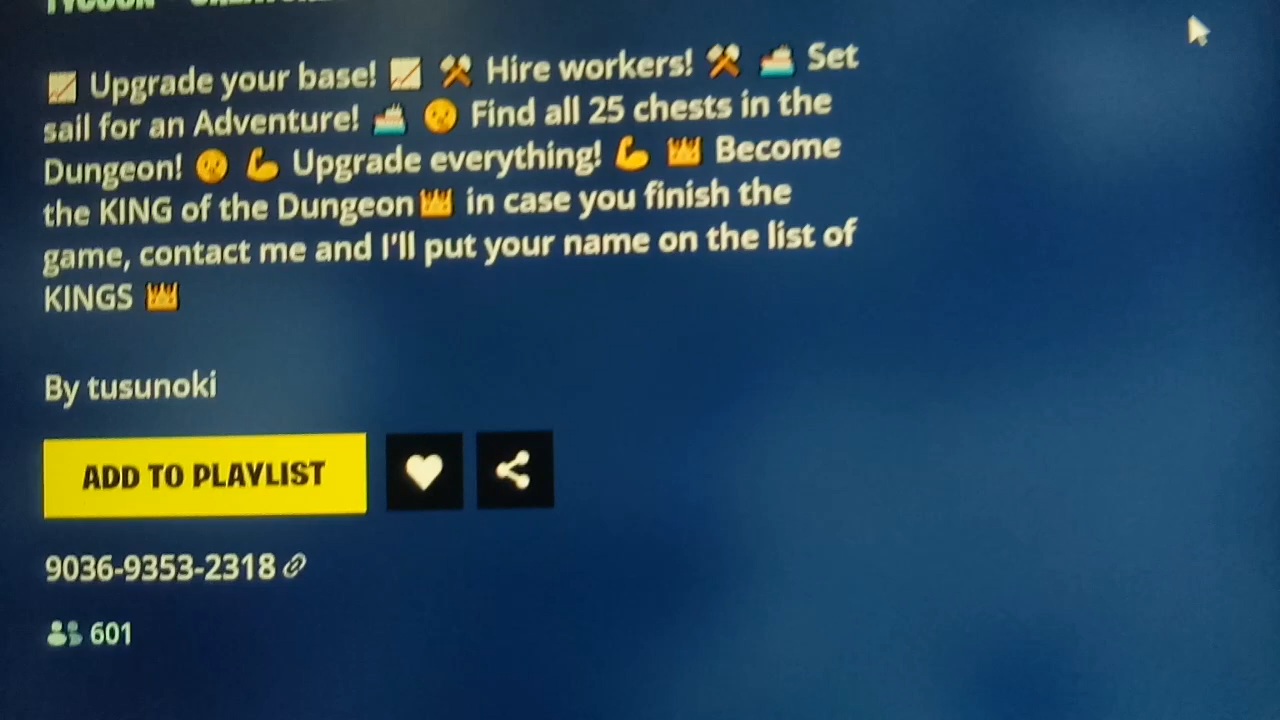 TYCOON
📈 Upgrade your base! 📈 ⚒️ Hire workers! ⚒️ 🚢 Set
sail for an Adventure! 🚢 🤨 Find all 25 chests in the
Dungeon! 🤨 💪 Upgrade everything! 💪 👑 Become
the KING of the Dungeon👑 in case you finish the
game, contact me and I'll put your name on the list of
KINGS 👑
By tusunoki
ADD TO PLAYLIST
9036-9353-2318
601